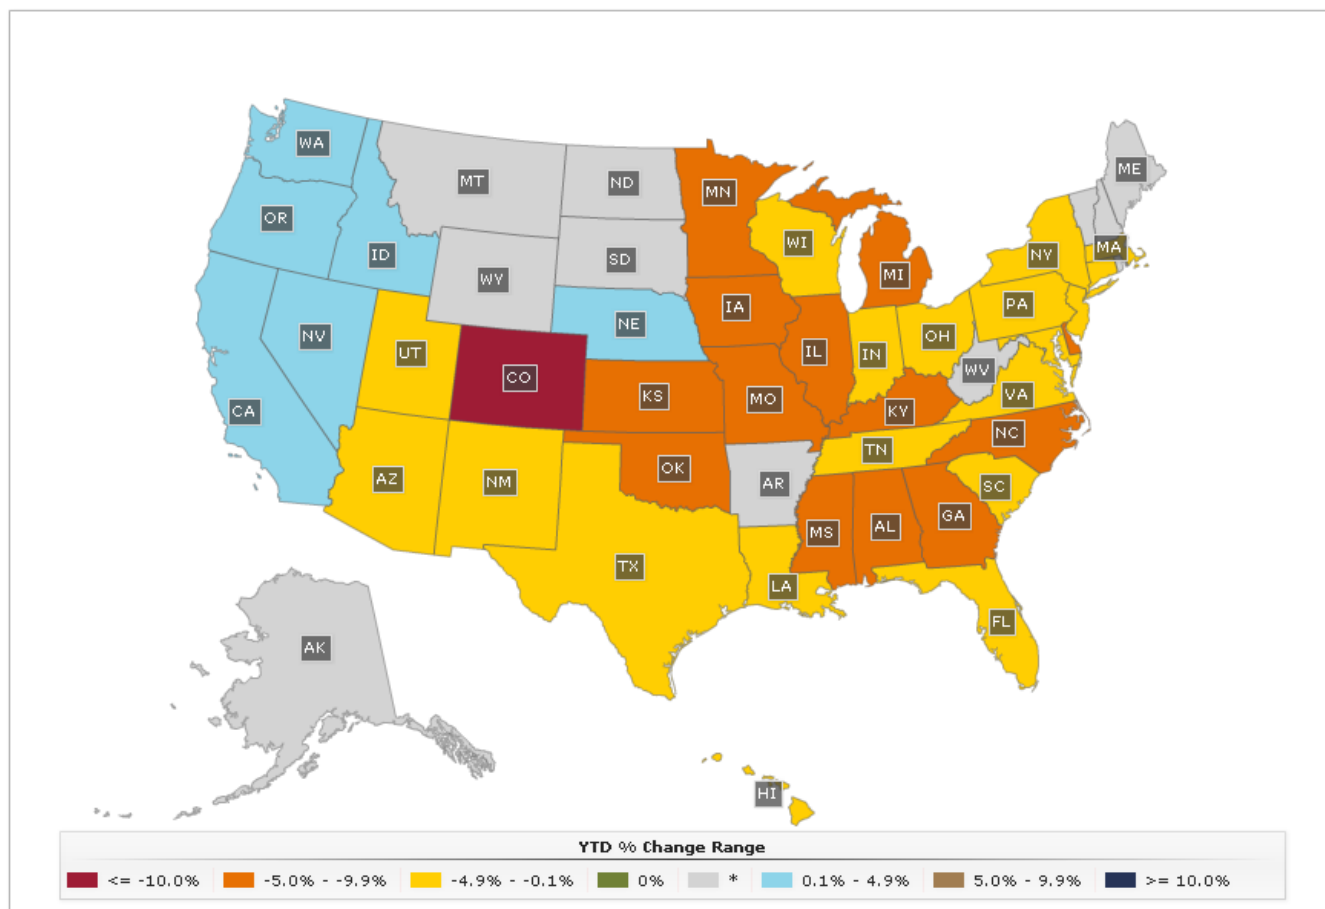 WA
MT
ND
MN
ME
OR
ID
WY
SD
WI
MI
NY
MA
NV
UT
NE
IA
PA
CO
KS
MO
IL
IN
OH
WV
VA
CA
KY
NC
AZ
NM
OK
AR
TN
SC
MS
AL
GA
TX
LA
FL
AK
HI
YTD % Change Range
<= -10.0% -5.0% - -9.9% -4.9% - -0.1% 0% * 0.1% - 4.9% 5.0% - 9.9% >= 10.0%